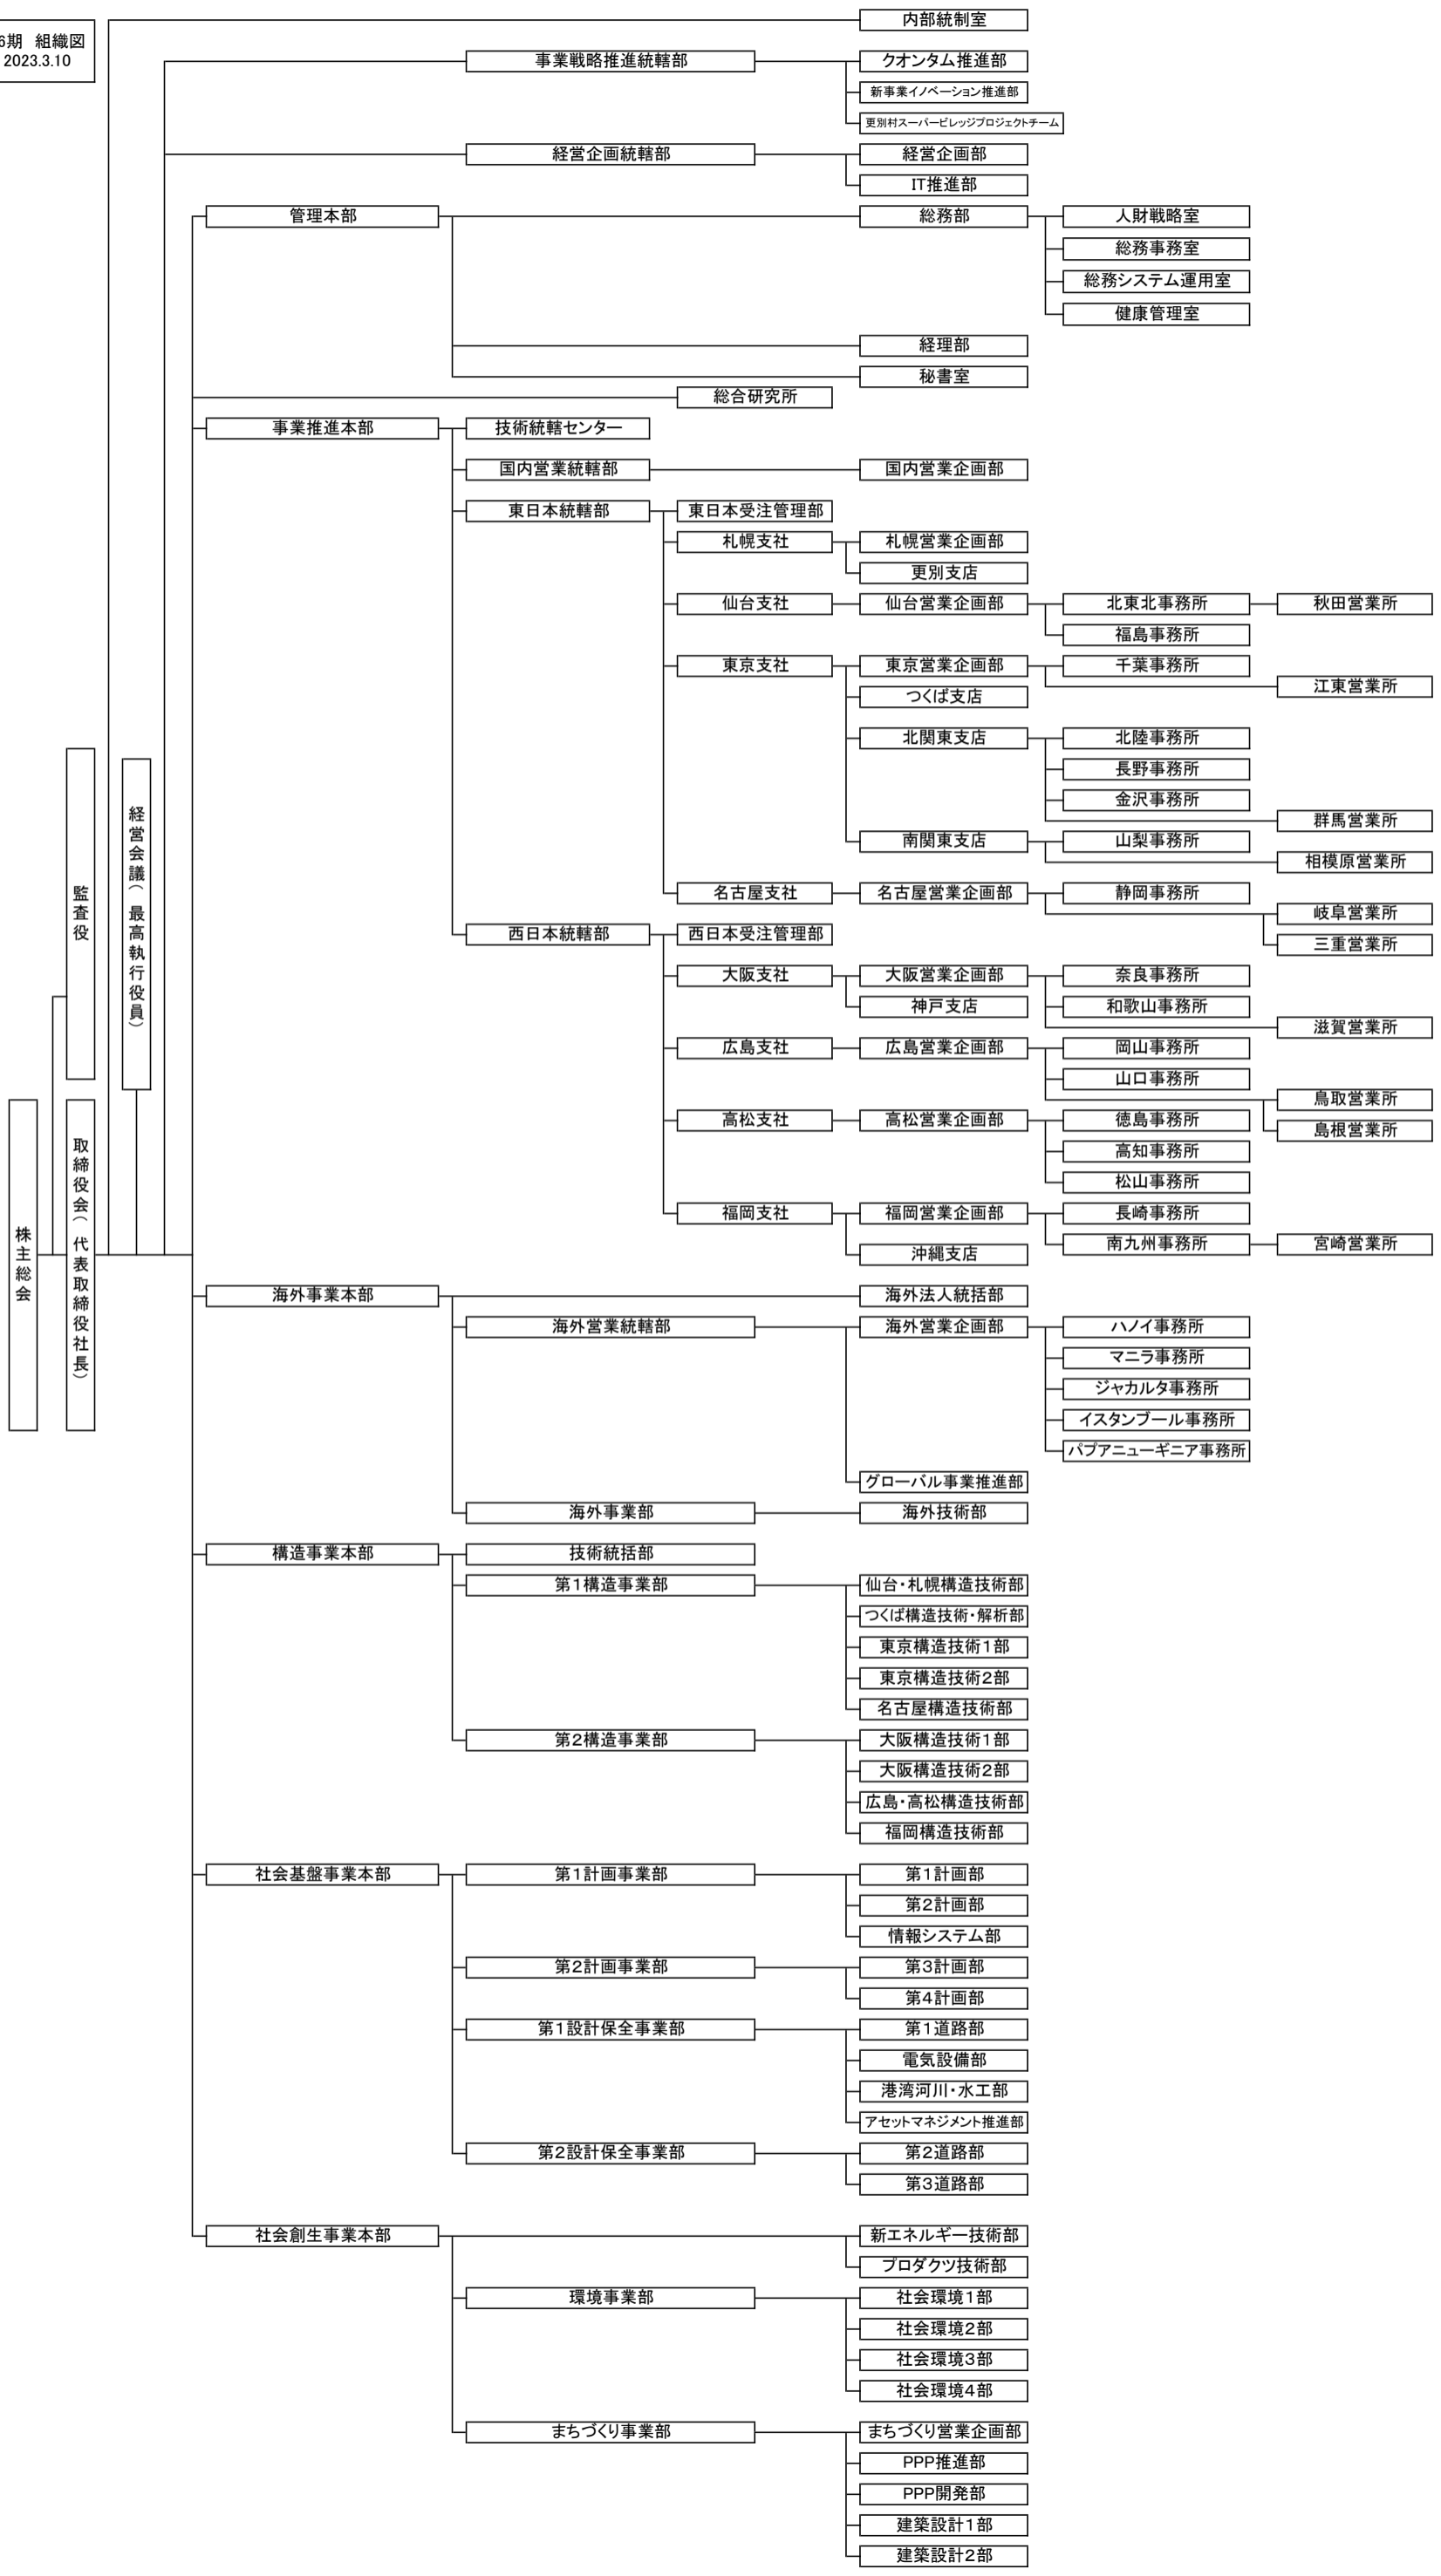 6期 組織図
2023.3.10
内部統制室
事業戦略推進統轄部
クオンタム推進部
新事業イノベーション推進部
更別村スーパービレッジプロジェクトチーム
経営企画統轄部
経営企画部
IT推進部
管理本部
総務部
人財戦略室
総務事務室
総務システム運用室
健康管理室
経理部
秘書室
総合研究所
事業推進本部
技術統轄センター
国内営業統轄部
国内営業企画部
東日本統轄部
東日本受注管理部
札幌支社
札幌営業企画部
更別支店
仙台支社
仙台営業企画部
北東北事務所
秋田営業所
福島事務所
東京支社
東京営業企画部
千葉事務所
江東営業所
つくば支店
北関東支店
北陸事務所
長野事務所
金沢事務所
群馬営業所
南関東支店
山梨事務所
相模原営業所
名古屋支社
名古屋営業企画部
静岡事務所
岐阜営業所
三重営業所
西日本統轄部
西日本受注管理部
大阪支社
大阪営業企画部
奈良事務所
神戸支店
和歌山事務所
滋賀営業所
広島支社
広島営業企画部
岡山事務所
山口事務所
鳥取営業所
島根営業所
高松支社
高松営業企画部
徳島事務所
高知事務所
松山事務所
福岡支社
福岡営業企画部
長崎事務所
南九州事務所
宮崎営業所
沖縄支店
株主総会
監査役
取締役会(代表取締役社長)
経営会議(最高執行役員)
海外事業本部
海外法人統括部
海外営業統轄部
海外営業企画部
ハノイ事務所
マニラ事務所
ジャカルタ事務所
イスタンブール事務所
パプアニューギニア事務所
グローバル事業推進部
海外事業部
海外技術部
構造事業本部
技術統括部
第1構造事業部
仙台・札幌構造技術部
つくば構造技術・解析部
東京構造技術1部
東京構造技術2部
名古屋構造技術部
第2構造事業部
大阪構造技術1部
大阪構造技術2部
広島・高松構造技術部
福岡構造技術部
社会基盤事業本部
第1計画事業部
第1計画部
第2計画部
情報システム部
第2計画事業部
第3計画部
第4計画部
第1設計保全事業部
第1道路部
電気設備部
港湾河川・水工部
アセットマネジメント推進部
第2設計保全事業部
第2道路部
第3道路部
社会創生事業本部
新エネルギー技術部
プロダクツ技術部
環境事業部
社会環境1部
社会環境2部
社会環境3部
社会環境4部
まちづくり事業部
まちづくり営業企画部
PPP推進部
PPP開発部
建築設計1部
建築設計2部